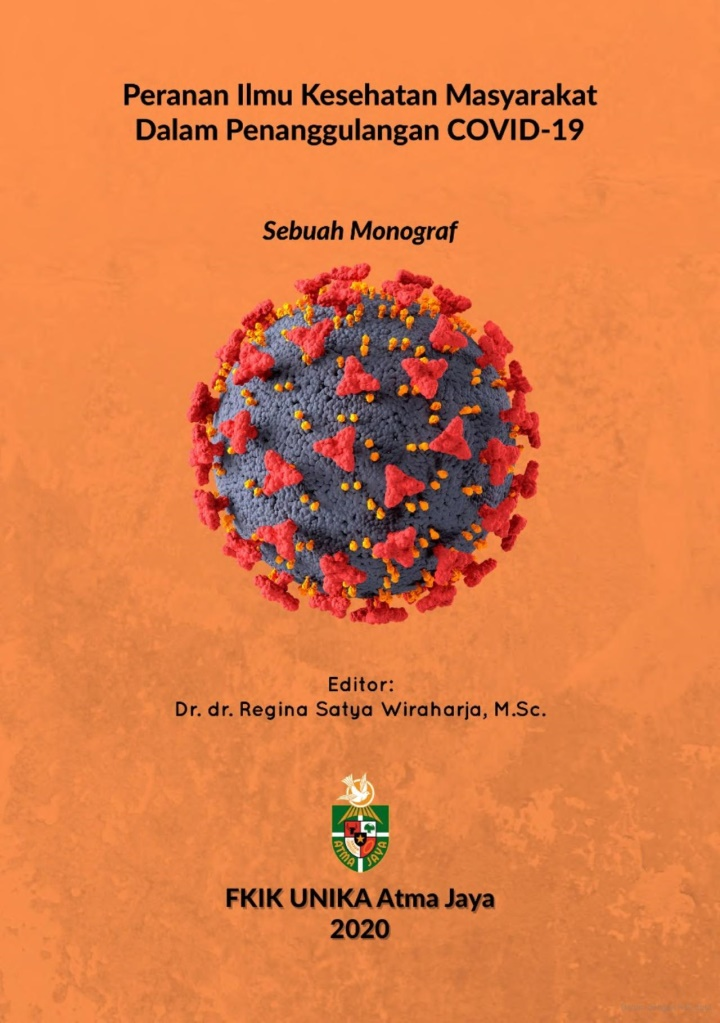 Peranan Ilmu Kesehatan Masyarakat
Dalam Penanggulangan COVID-19
Sebuah Monograf
Editor:
Dr. dr. Regina Satya Wiraharja, M.Sc.
ATMA JAYA
FKIK UNIKA Atma Jaya
2020